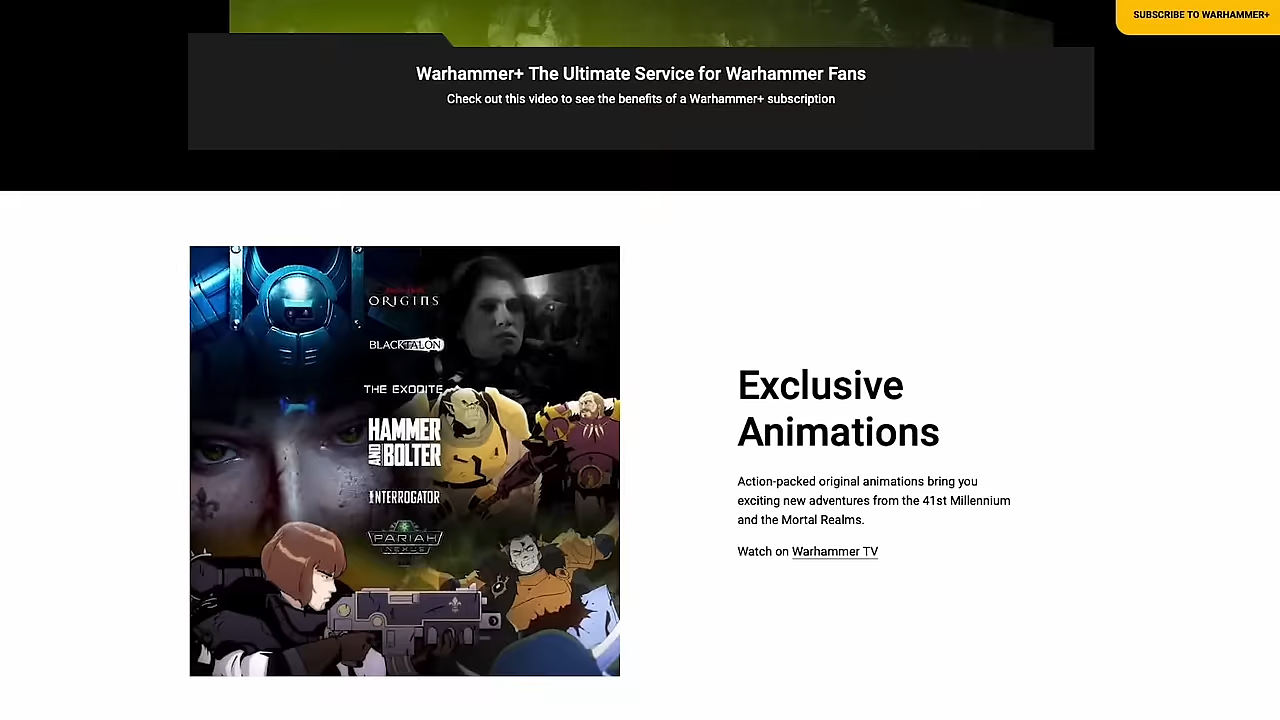 SUBSCRIBE TO WARHAMMER+
Warhammer+ The Ultimate Service for Warhammer Fans
Check out this video to see the benefits of a Warhammer+ subscription
ORIGINS
BLACKTALON
THE EXODITE
HAMMER
AND BOLTER
INTERROGATOR
PARIAH
NEXUS
Exclusive
Animations
Action-packed original animations bring you
exciting new adventures from the 41st Millennium
and the Mortal Realms.
Watch on Warhammer TV